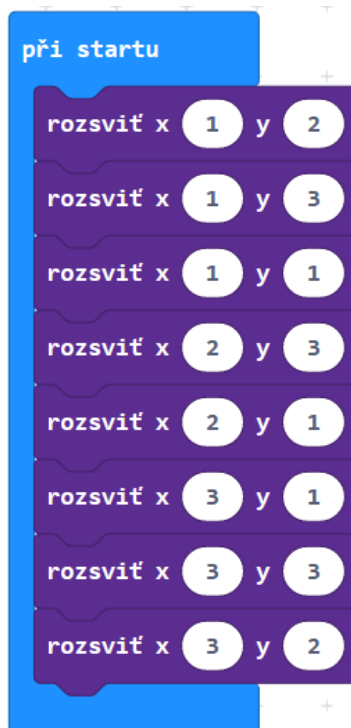 při startu
rozsviť x 1 y 2
rozsviť x 1 y 3
rozsviť x 1 y 1
rozsviť x 2 y 3
rozsviť x 2 y 1
rozsviť x 3 y 1
rozsviť x 3 y 3
rozsviť x 3 y 2